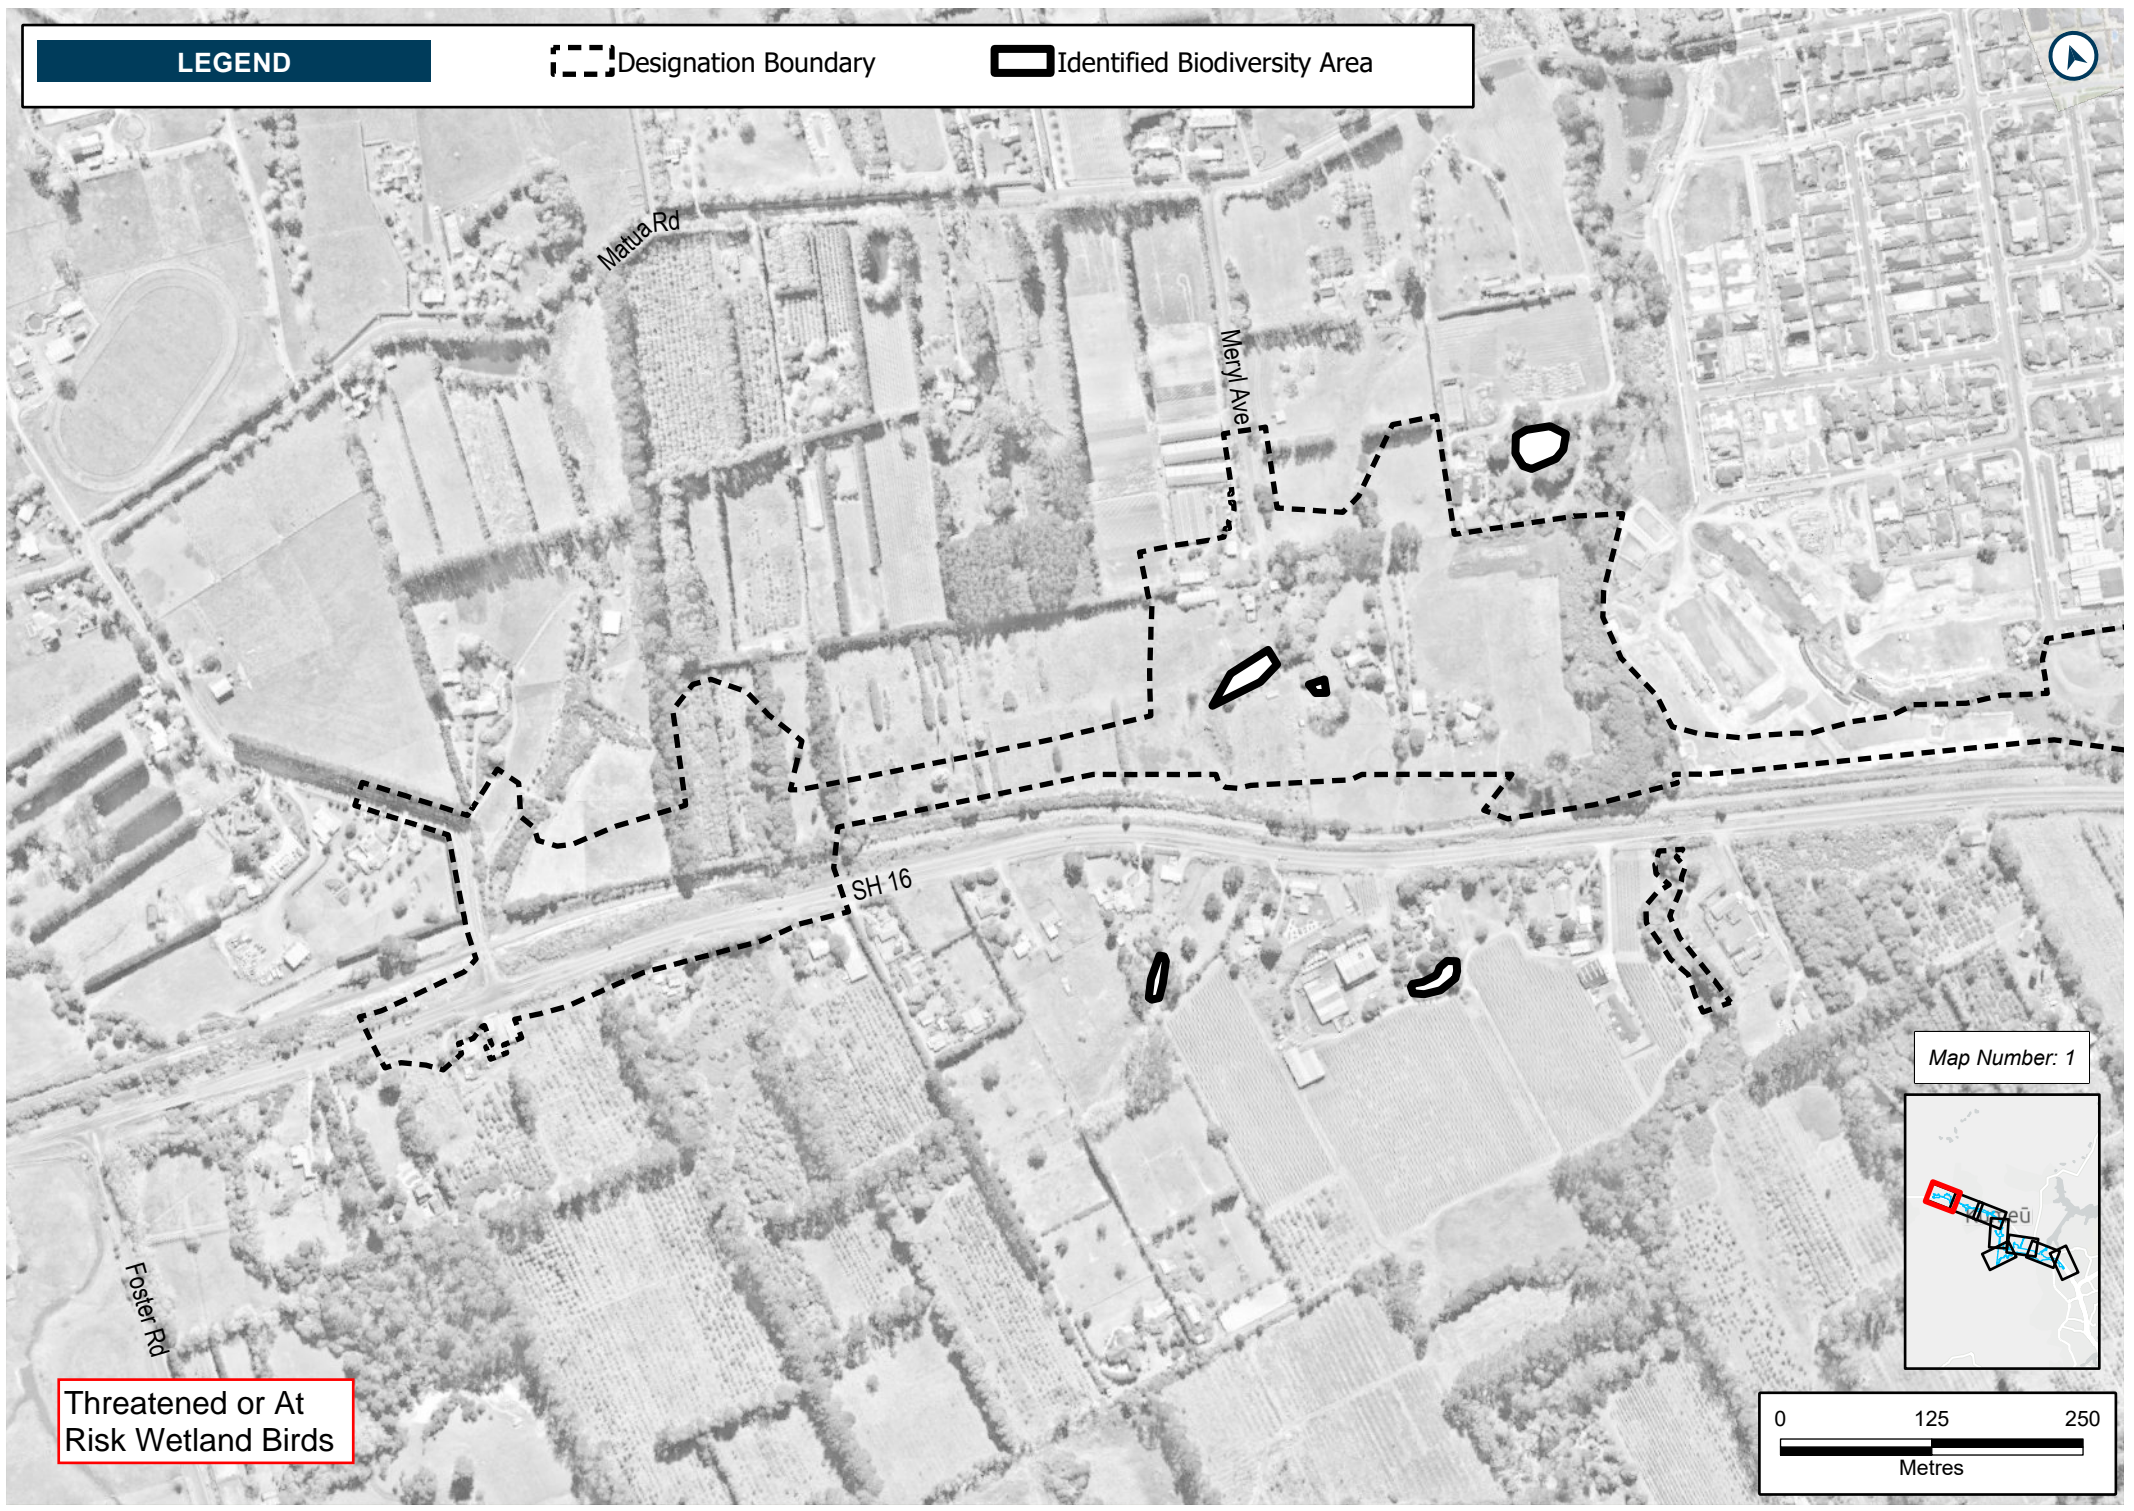 LEGEND
Designation Boundary
Identified Biodiversity Area
Matua Rd
Meryl Ave
SH 16
Foster Rd
Map Number: 1
Threatened or At
Risk Wetland Birds
0 125 250
Metres